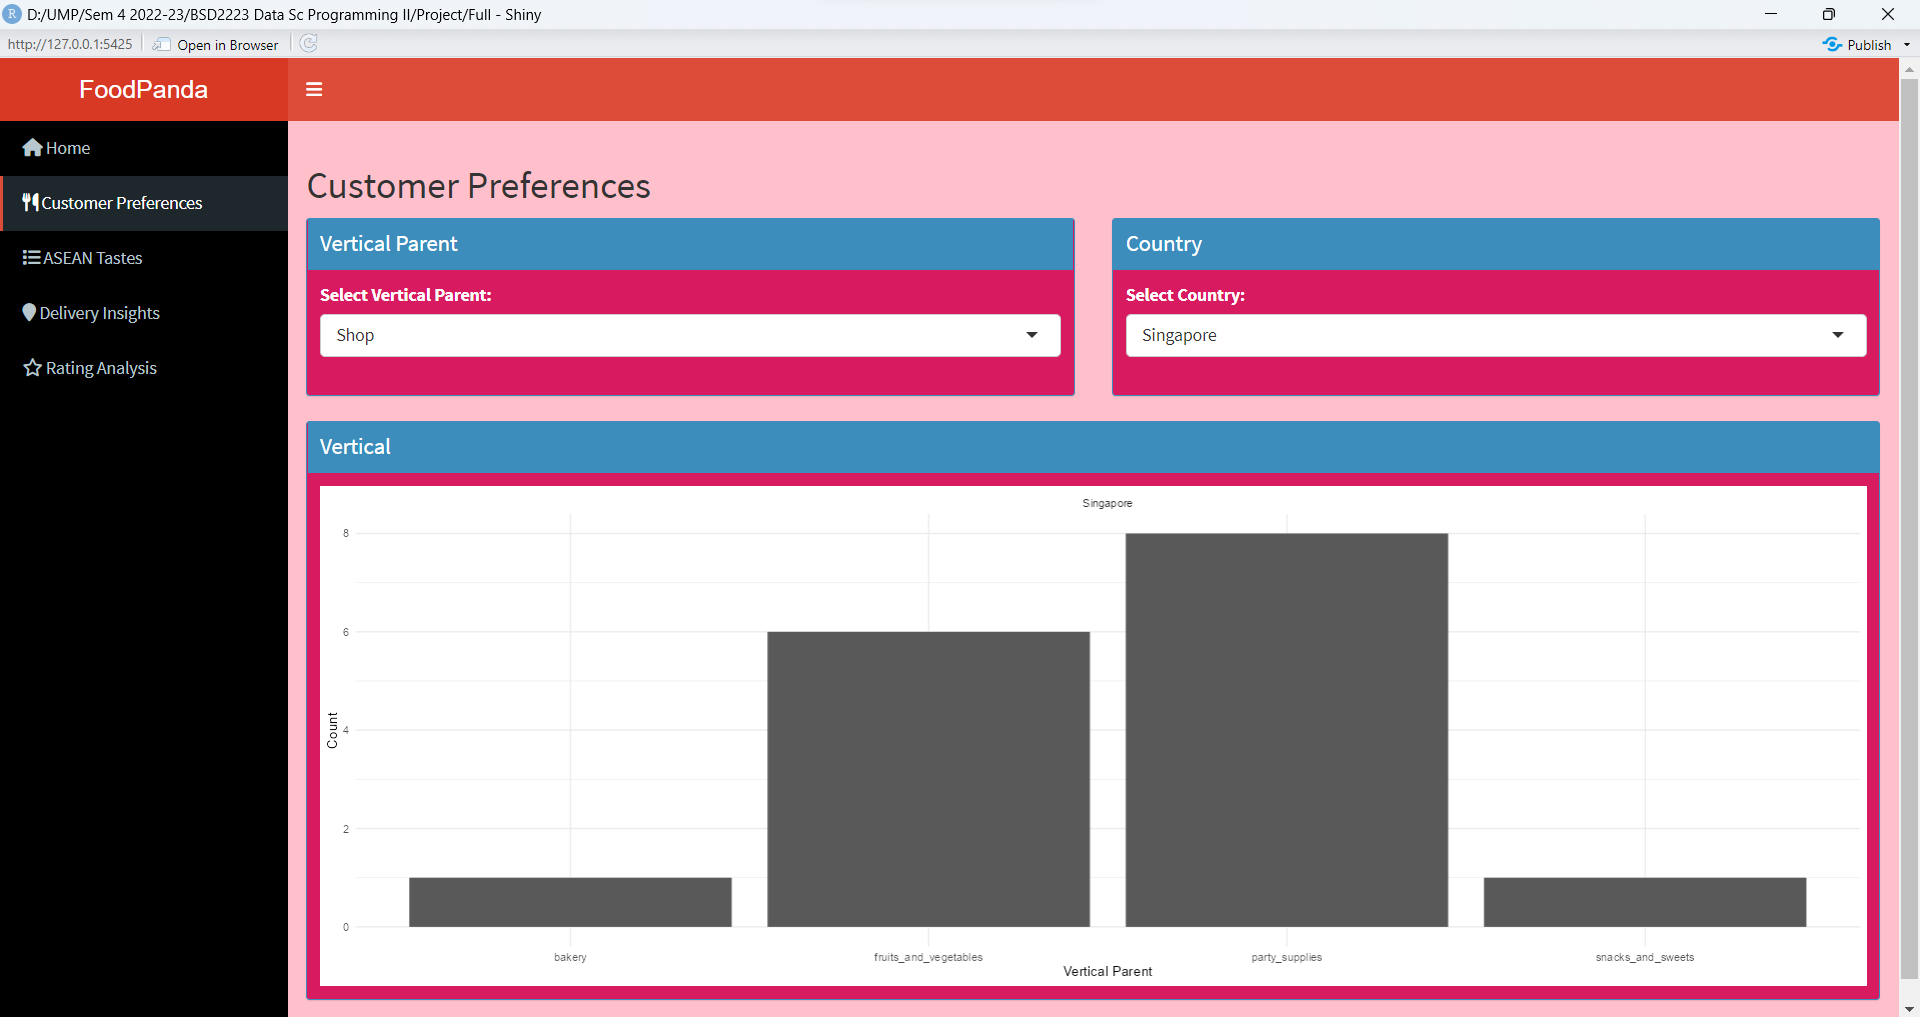 D:/UMP/Sem 4 2022-23/BSD2223 Data Sc Programming II/Project/Full - Shiny
http://127.0.0.1:5425
Open in Browser
Publish
FoodPanda
Home
Customer Preferences
ASEAN Tastes
Delivery Insights
Rating Analysis
Customer Preferences
Vertical Parent
Select Vertical Parent:
Shop
Country
Select Country:
Singapore
Vertical
Singapore
8
6
4
2
0
Count
bakery
fruits_and_vegetables
party_supplies
snacks_and_sweets
Vertical Parent